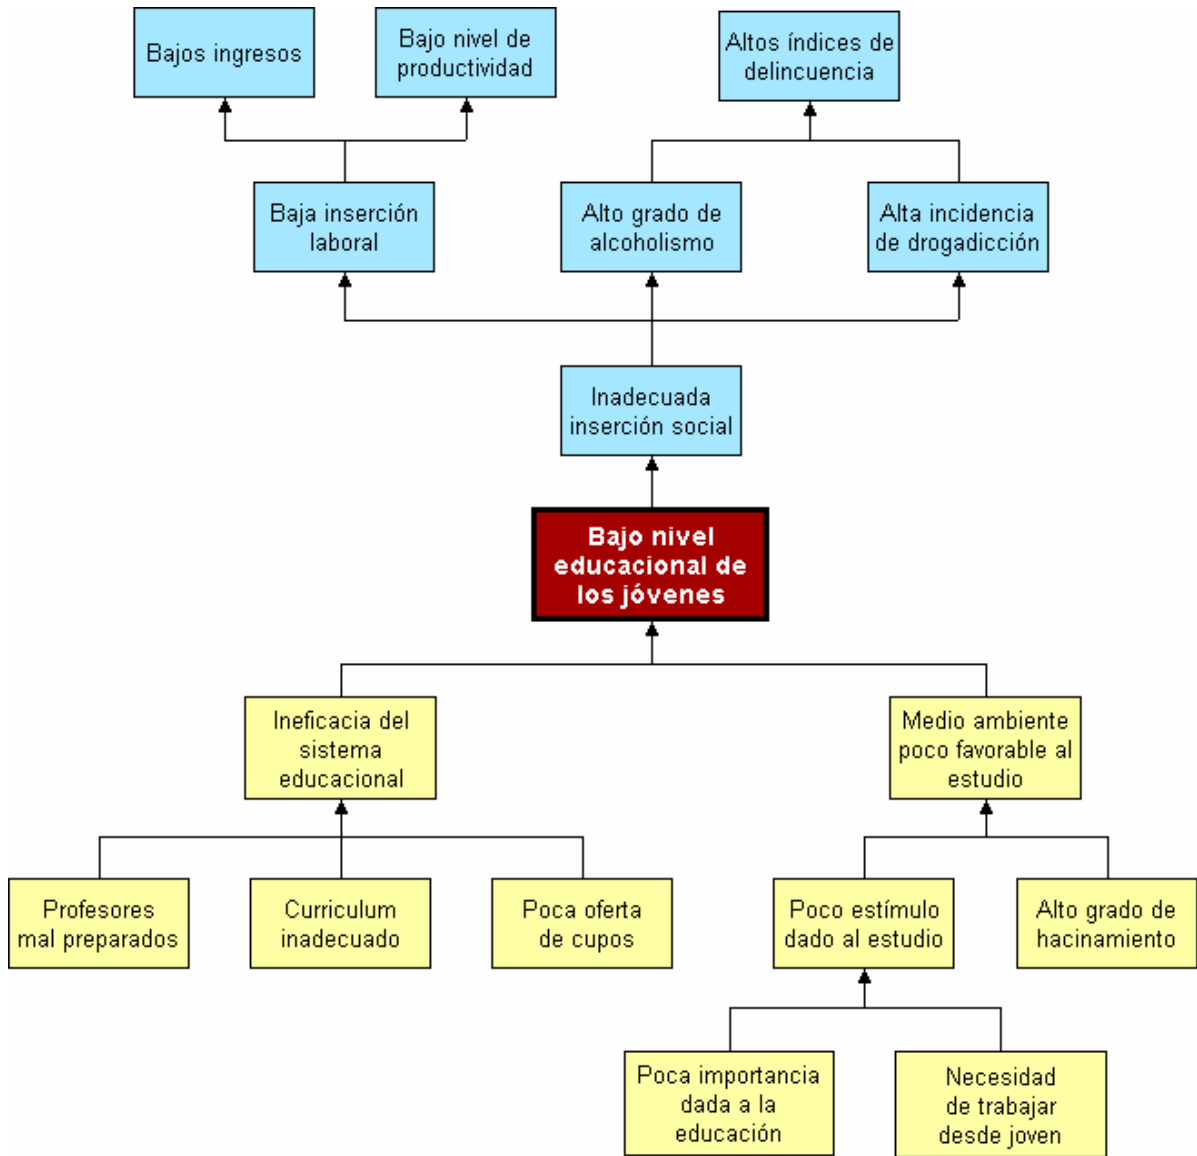 Bajos ingresos
Bajo nivel de
productividad
Altos índices de
delincuencia
Baja inserción
laboral
Alto grado de
alcoholismo
Alta incidencia
de drogadicción
Inadecuada
inserción social
Bajo nivel
educacional de
los jóvenes
Ineficacia del
sistema
educacional
Medio ambiente
poco favorable al
estudio
Profesores
mal preparados
Curriculum
inadecuado
Poca oferta
de cupos
Poco estímulo
dado al estudio
Alto grado de
hacinamiento
Poca importancia
dada a la
educación
Necesidad
de trabajar
desde joven